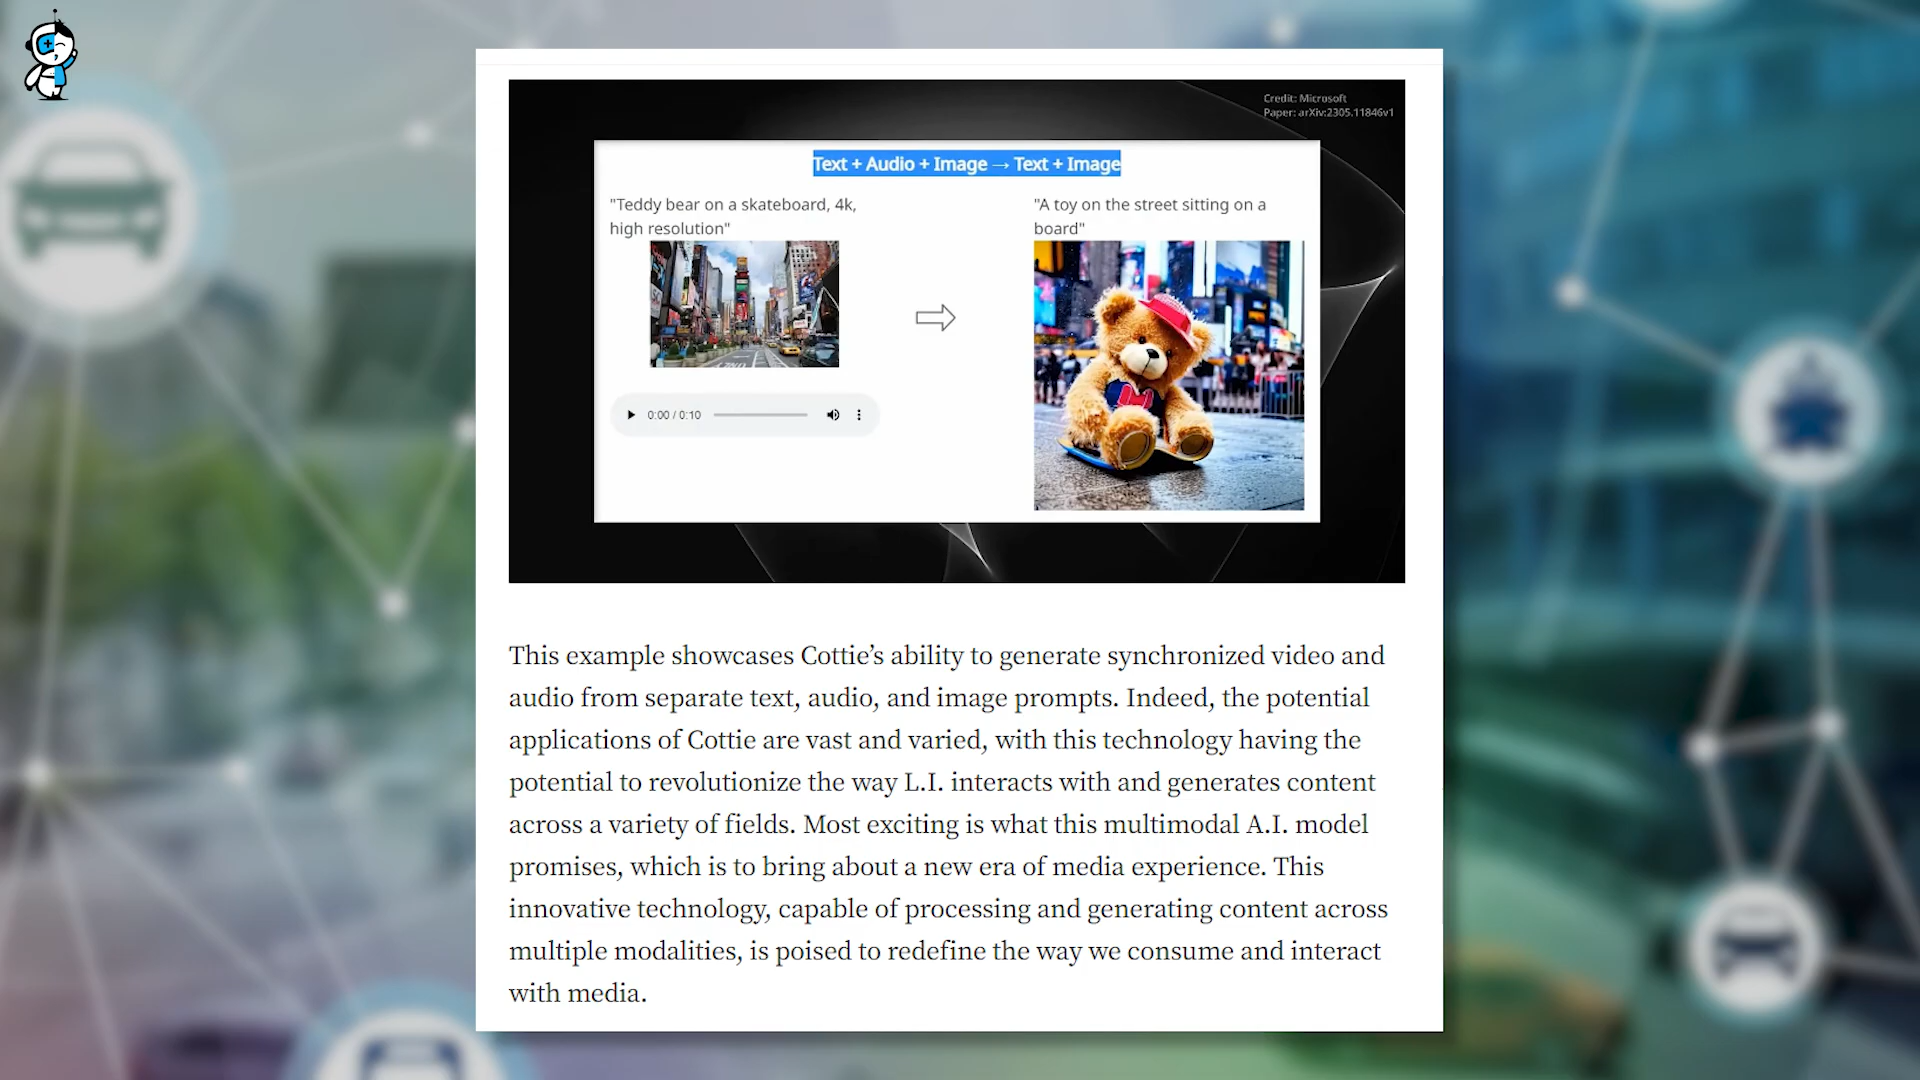 Credit: Microsoft
Paper: arXiv:2305.11846v1
Text + Audio + Image → Text + Image
"Teddy bear on a skateboard, 4k,
high resolution"
"A toy on the street sitting on a
board"
0:00 / 0:10
This example showcases Cottie’s ability to generate synchronized video and
audio from separate text, audio, and image prompts. Indeed, the potential
applications of Cottie are vast and varied, with this technology having the
potential to revolutionize the way L.I. interacts with and generates content
across a variety of fields. Most exciting is what this multimodal A.I. model
promises, which is to bring about a new era of media experience. This
innovative technology, capable of processing and generating content across
multiple modalities, is poised to redefine the way we consume and interact
with media.